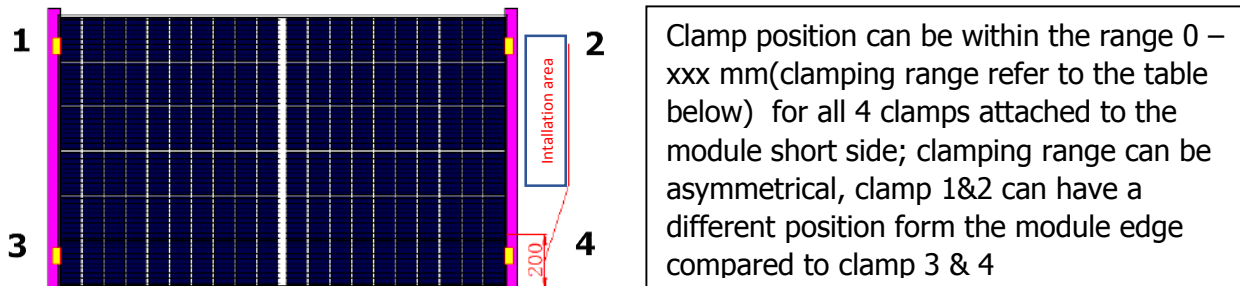 1
2
3
4
Intallation area
200
Clamp position can be within the range 0 –
xxx mm(clamping range refer to the table
below)  for all 4 clamps attached to the
module short side; clamping range can be
asymmetrical, clamp 1&2 can have a
different position form the module edge
compared to clamp 3 & 4